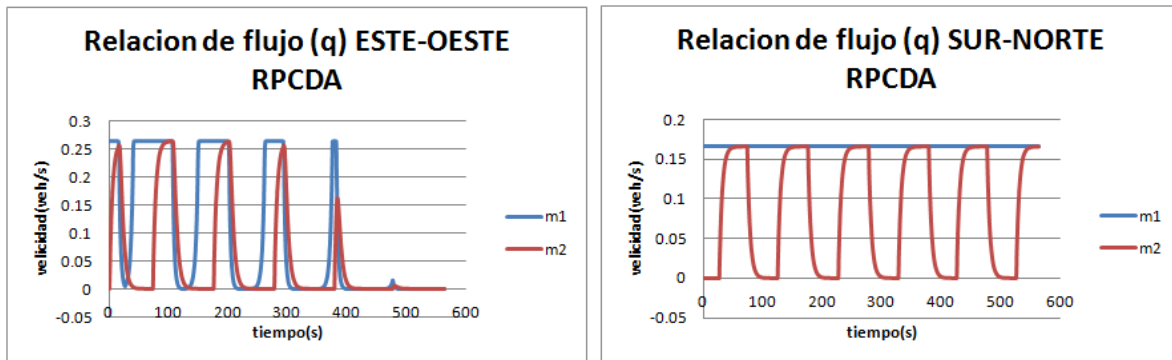 Relacion de flujo (q) ESTE-OESTE
RPCDA
0.3
0.25
0.2
0.15
0.1
0.05
0
-0.05
velicidad(veh/s)
0 100 200 300 400 500 600
tiempo(s)
m1
m2
Relacion de flujo (q) SUR-NORTE
RPCDA
0.2
0.15
0.1
0.05
0
-0.05
velicidad(veh/s)
0 100 200 300 400 500 600
tiempo(s)
m1
m2